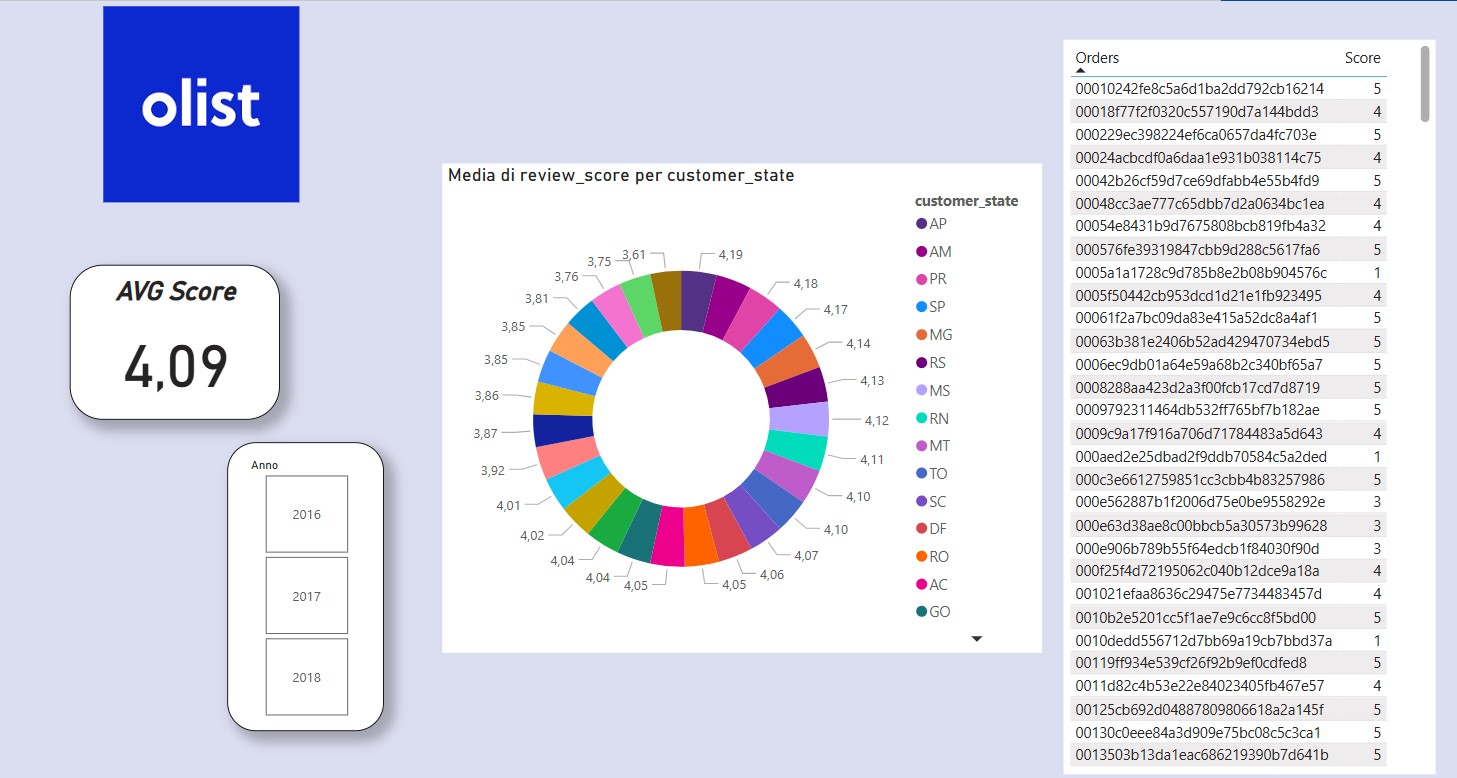 olist
AVG Score
4,09
Anno
2016
2017
2018
Media di review_score per customer_state
customer_state
AP
AM
PR
SP
MG
RS
MS
RN
MT
TO
SC
DF
RO
AC
GO
4,19
4,18
4,17
4,14
4,13
4,12
4,11
4,10
4,10
4,07
4,06
4,05
4,05
4,04
4,04
4,02
4,01
3,92
3,87
3,86
3,85
3,85
3,81
3,76
3,75
3,61
Orders Score
00010242fe8c5a6d1ba2dd792cb16214 5
00018f77f2f0320c557190d7a144bdd3 4
000229ec398224ef6ca0657da4fc703e 5
00024acbcdf0a6daa1e931b038114c75 4
00042b26cf59d7ce69dfabb4e55b4fd9 5
00048cc3ae777c65dbb7d2a0634bc1ea 4
00054e8431b9d7675808bcb819fb4a32 4
000576fe39319847cbb9d288c5617fa6 5
0005a1a1728c9d785b8e2b08b904576c 1
0005f50442cb953dcd1d21e1fb923495 4
00061f2a7bc09da83e415a52dc8a4af1 5
00063b381e2406b52ad429470734ebd5 5
0006ec9db01a64e59a68b2c340bf65a7 5
0008288aa423d2a3f00fcb17cd7d8719 5
0009792311464db532ff765bf7b182ae 5
0009c9a17f916a706d71784483a5d643 4
000aed2e25dbad2f9ddb70584c5a2ded 1
000c3e6612759851cc3cbb4b83257986 5
000e562887b1f2006d75e0be9558292e 3
000e63d38ae8c00bbcb5a30573b99628 3
000e906b789b55f64edcb1f84030f90d 3
000f25f4d72195062c040b12dce9a18a 4
001021efaa8636c29475e7734483457d 4
0010b2e5201cc5f1ae7e9c6cc8f5bd00 5
0010dedd556712d7bb69a19cb7bbd37a 1
00119ff934e539cf26f92b9ef0cdfed8 5
0011d82c4b53e22e84023405fb467e57 4
00125cb692d04887809806618a2a145f 5
00130c0eee84a3d909e75bc08c5c3ca1 5
0013503b13da1eac686219390b7d641b 5